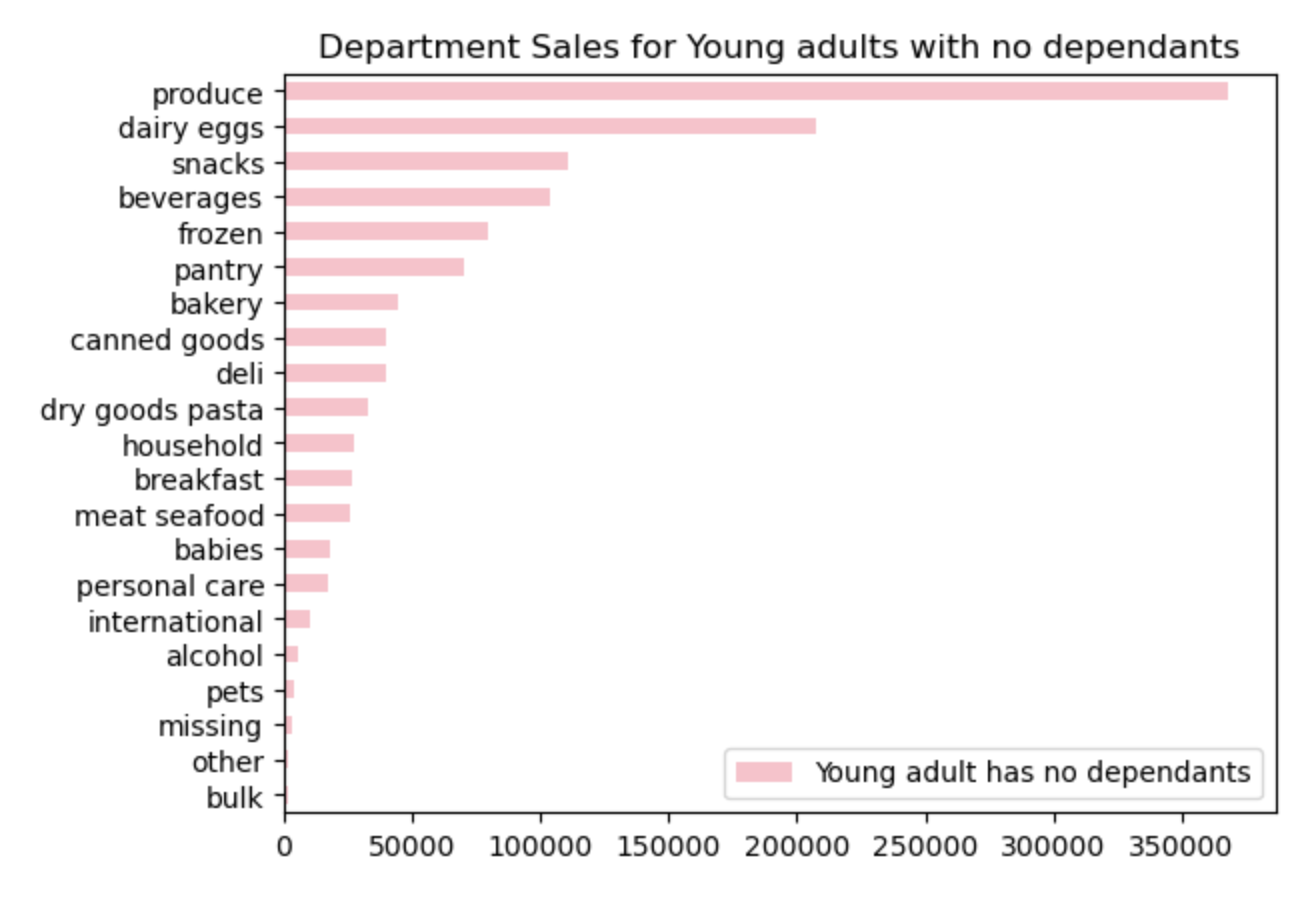 Department Sales for Young adults with no dependants
produce
dairy eggs
snacks
beverages
frozen
pantry
bakery
canned goods
deli
dry goods pasta
household
breakfast
meat seafood
babies
personal care
international
alcohol
pets
missing
other
bulk
Young adult has no dependants
0 50000 100000 150000 200000 250000 300000 350000